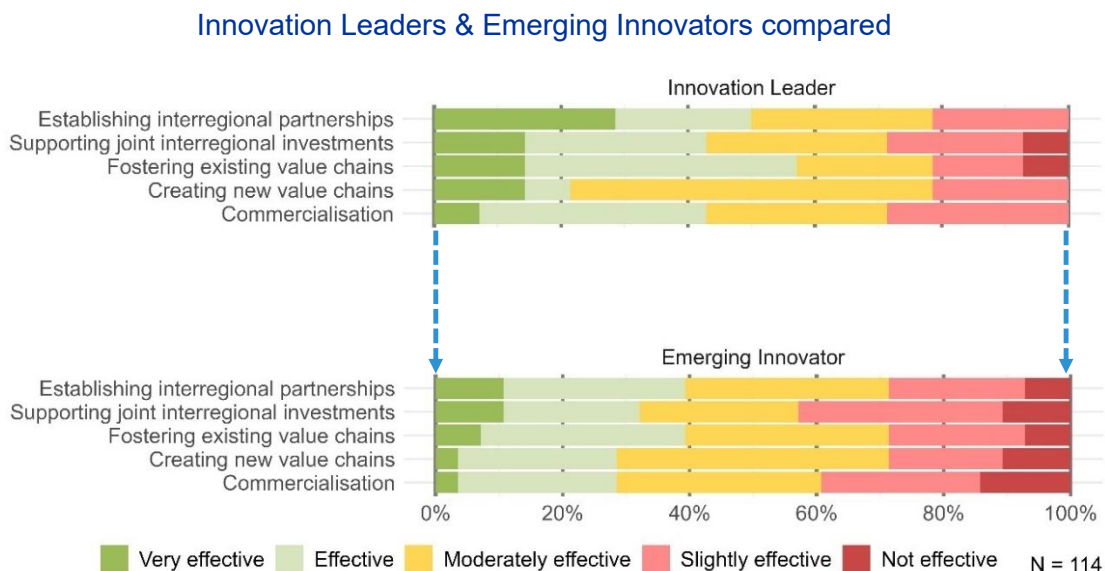 Innovation Leaders & Emerging Innovators compared
Innovation Leader
Establishing interregional partnerships
Supporting joint interregional investments
Fostering existing value chains
Creating new value chains
Commercialisation
Emerging Innovator
Establishing interregional partnerships
Supporting joint interregional investments
Fostering existing value chains
Creating new value chains
Commercialisation
0% 20% 40% 60% 80% 100%
Very effective Effective Moderately effective Slightly effective Not effective N = 114